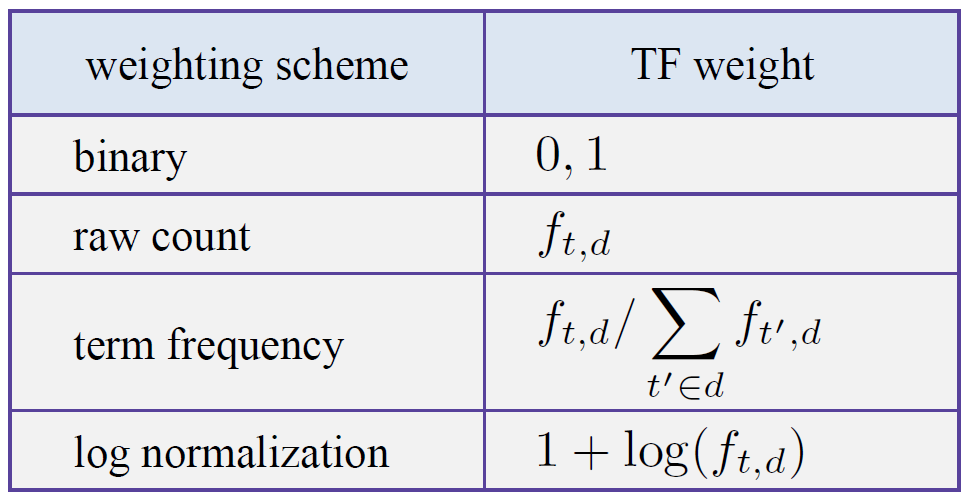 weighting scheme TF weight
binary 0, 1
raw count f_{t,d}
term frequency f_{t,d} / \sum_{t' \in d} f_{t',d}
log normalization 1 + log(f_{t,d})